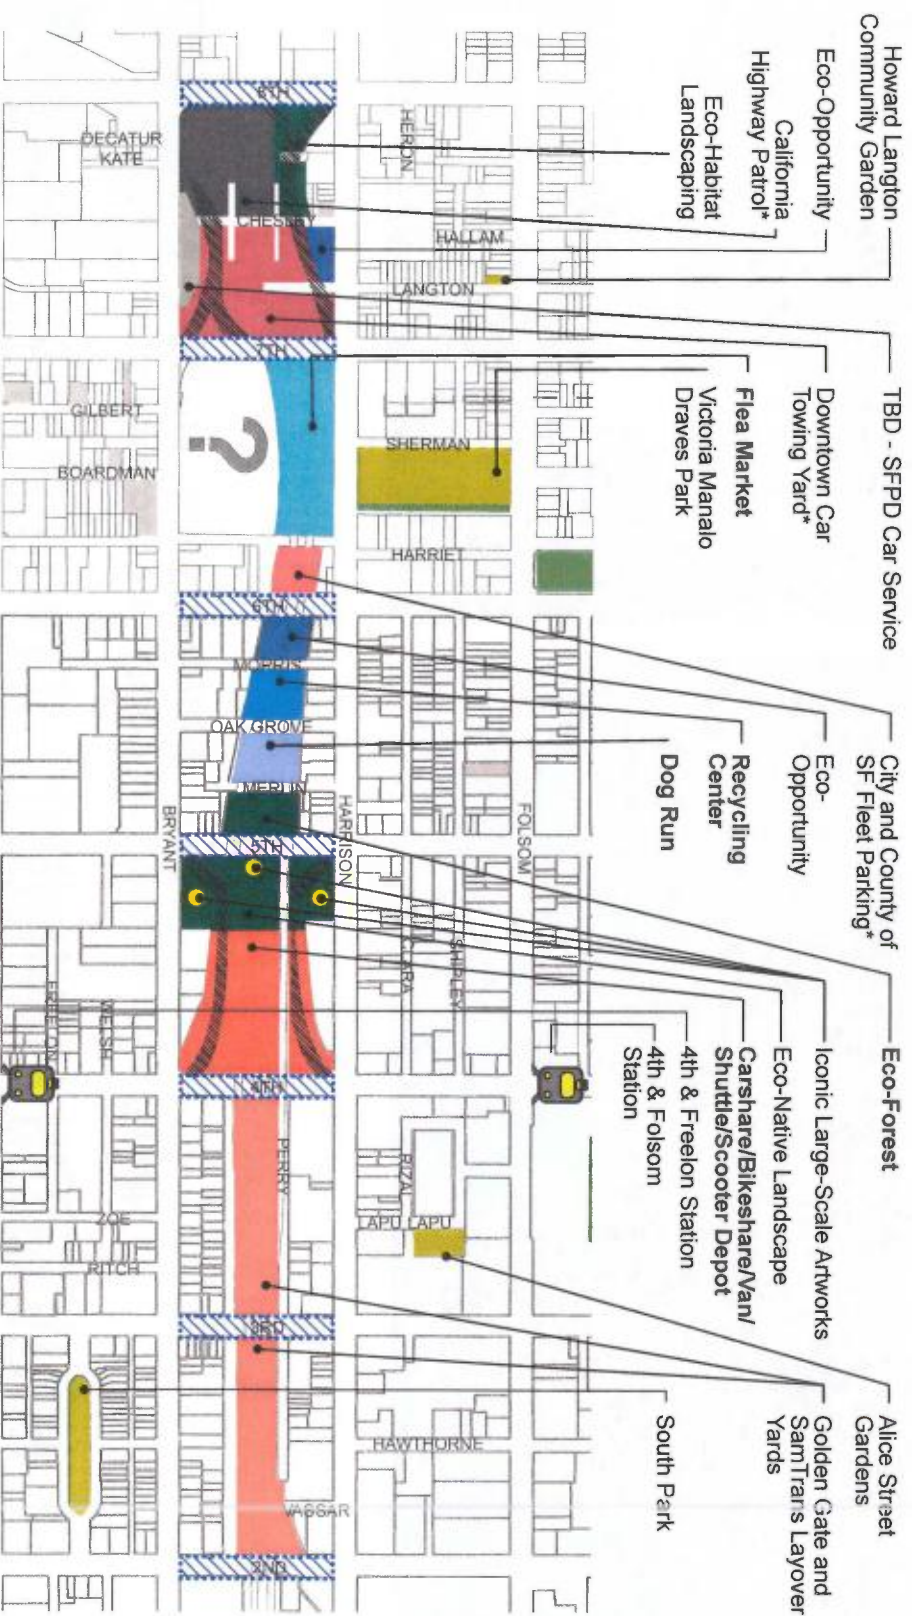 Howard Langton
Community Garden
Eco-Opportunity
California
Highway Patrol*
Eco-Habitat
Landscaping
TBD - SFPD Car Service
Downtown Car
Towing Yard*
Flea Market
Victoria Manalo
Draves Park
City and County of
SF Fleet Parking*
Eco-
Opportunity
Recycling
Center
Dog Run
Eco-Forest
Iconic Large-Scale Artworks
Eco-Native Landscape
Carshare/Bikeshare/Van/
Shuttle/Scooter Depot
4th & Freelon Station
4th & Folsom
Station
Alice Street
Gardens
Golden Gate and
SamTrans Layover
Yards
South Park
FOLSOM
HERON
HALLAM
LANGTON
SHERMAN
HARRIET
SHIPLEY
CLARA
RIZAL
LAPU LAPU
HAWTHORNE
HARRISON
8TH
CHESLEY
7TH
?
6TH
MORRIS
OAK GROVE
MERLIN
5TH
4TH
PERRY
3RD
VASSAR
2ND
BRYANT
DECATUR
KATE
GILBERT
BOARDMAN
WELSH
FREELON
ZOE
RITCH